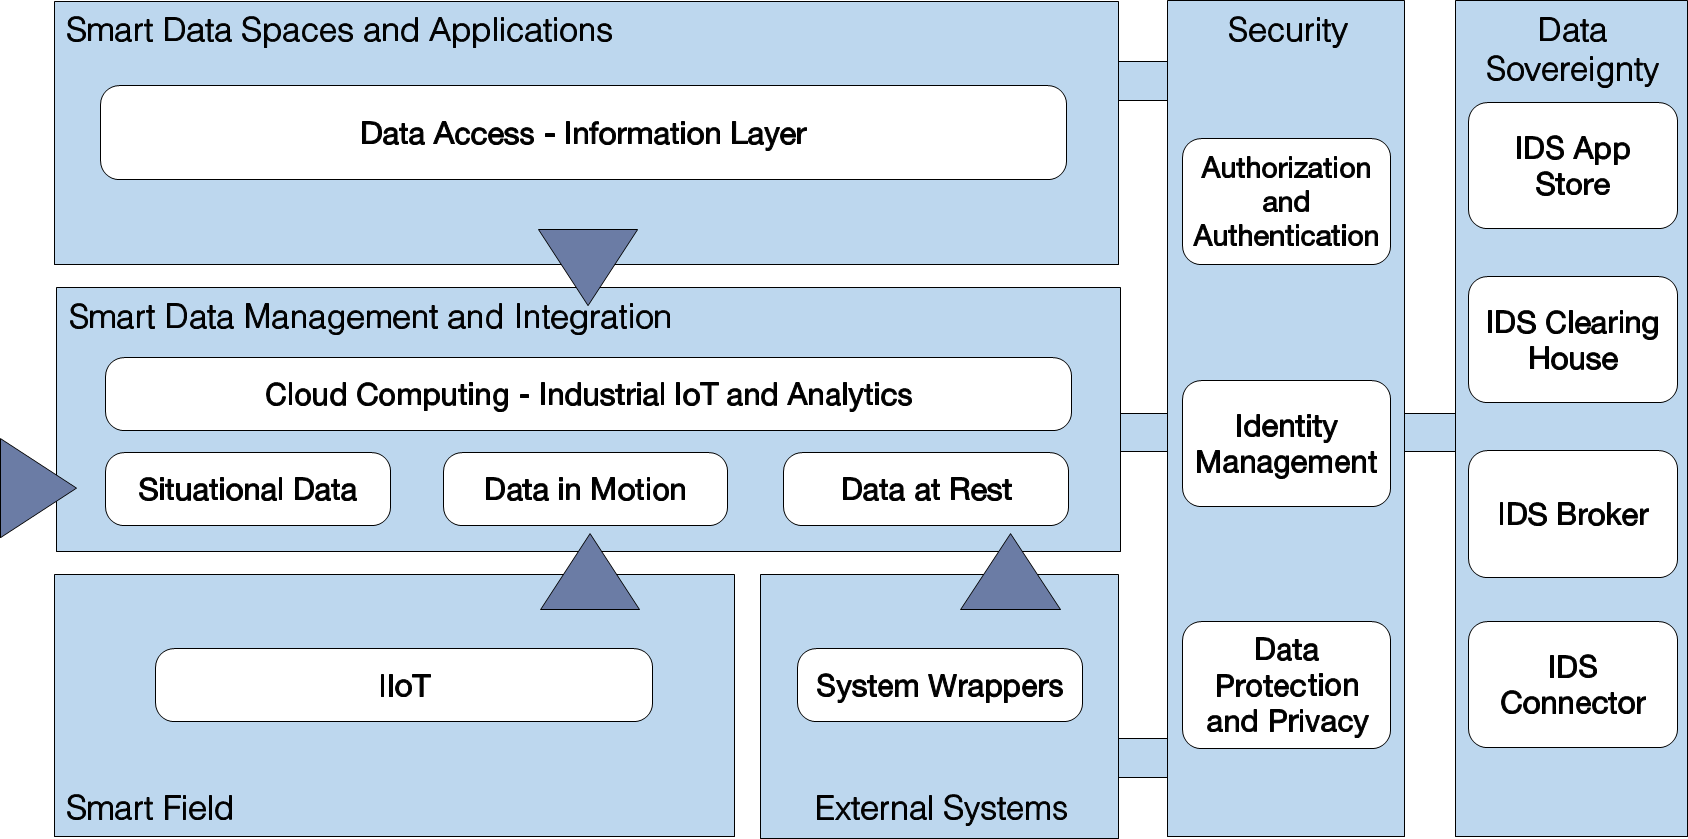 Smart Data Spaces and Applications
Data Access - Information Layer
Smart Data Management and Integration
Cloud Computing - Industrial IoT and Analytics
Situational Data
Data in Motion
Data at Rest
IIoT
Smart Field
System Wrappers
External Systems
Security
Authorization
and
Authentication
Identity
Management
Data
Protection
and Privacy
Data
Sovereignty
IDS App
Store
IDS Clearing
House
IDS Broker
IDS
Connector